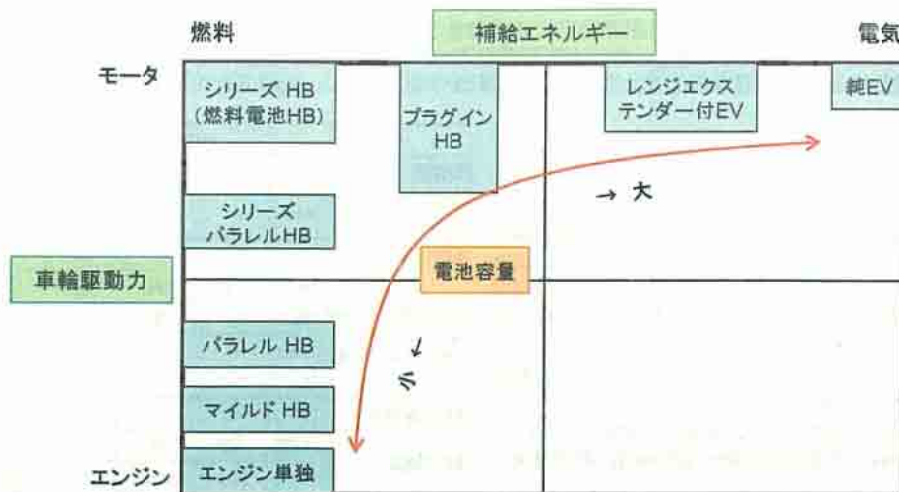 燃料
補給エネルギー
電気
モータ
シリーズ HB
(燃料電池HB)
プラグイン
HB
レンジエクス
テンダー付EV
純EV
→ 大
シリーズ
パラレルHB
車輪駆動力
電池容量
パラレル HB
← 小
マイルド HB
エンジン
エンジン単独